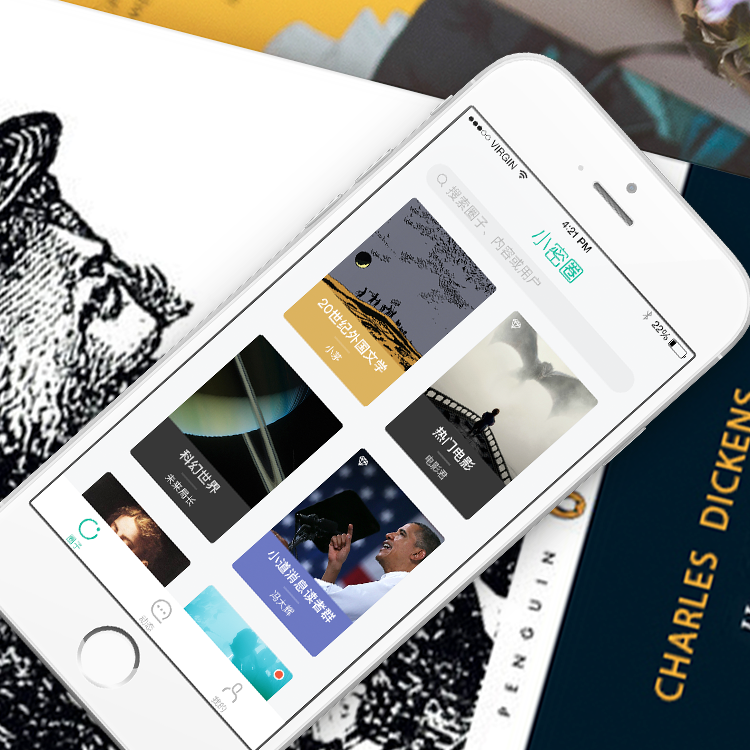 VIRGIN
4:21 PM
22%
小密圈
搜索圈子、内容或用户
20世纪外国文学
小茅
热门电影
电影君
科幻世界
未来局长
小道消息读者群
冯大辉
圈子
动态
我的
CHARLES DICKENS
PENGUIN